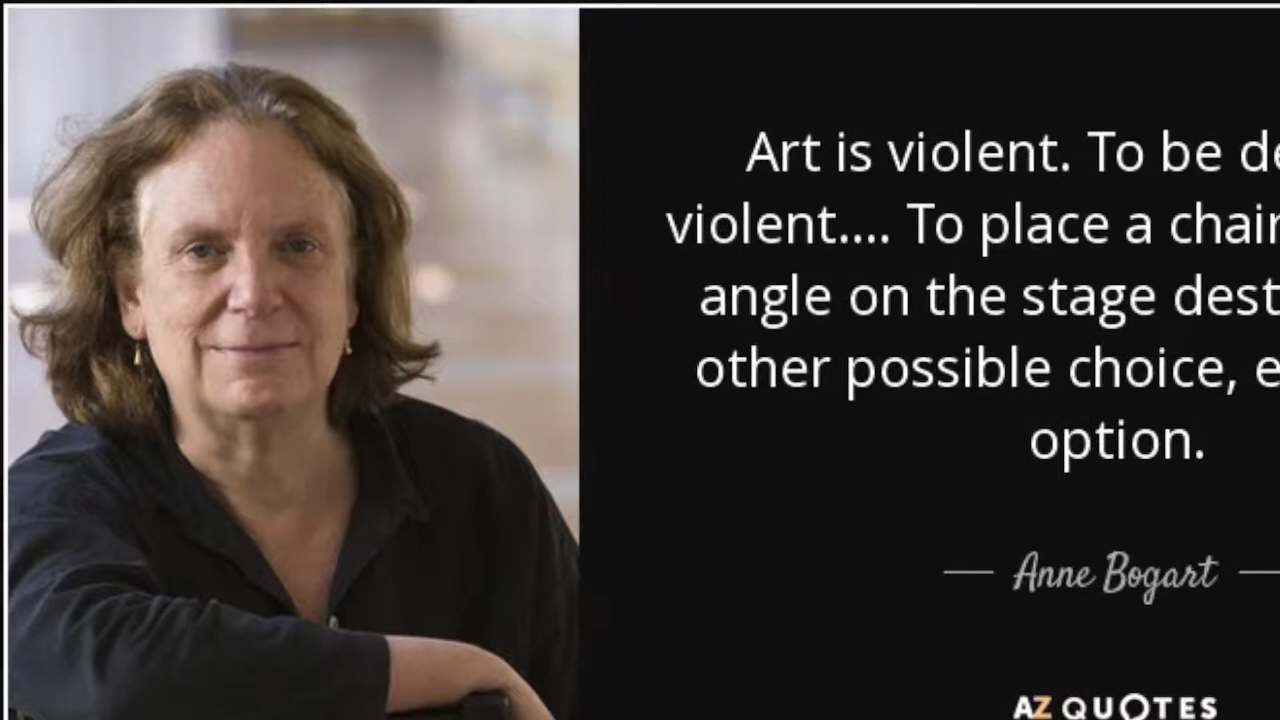 Art is violent. To be de
violent.... To place a chair
angle on the stage dest
other possible choice, e
option.
Anne Bogart
AZ QUOTES